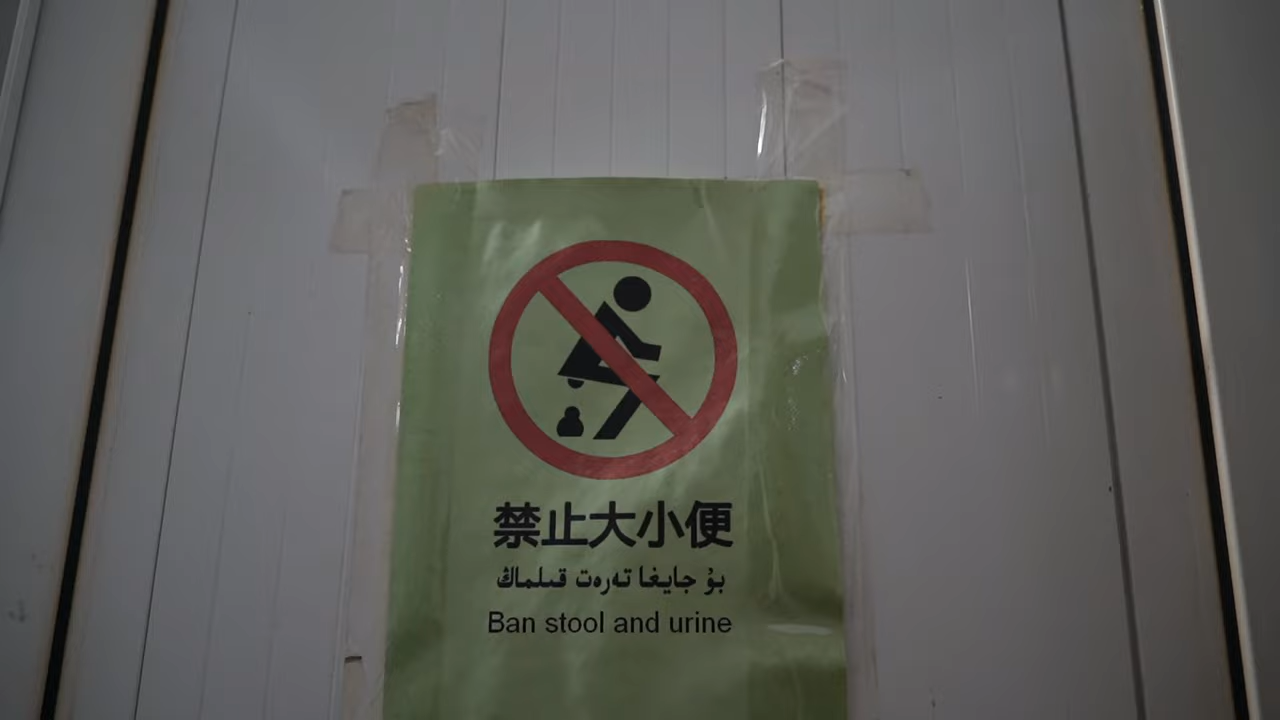 禁止大小便
بۇ جايغا تەرەت قىلماڭ
Ban stool and urine